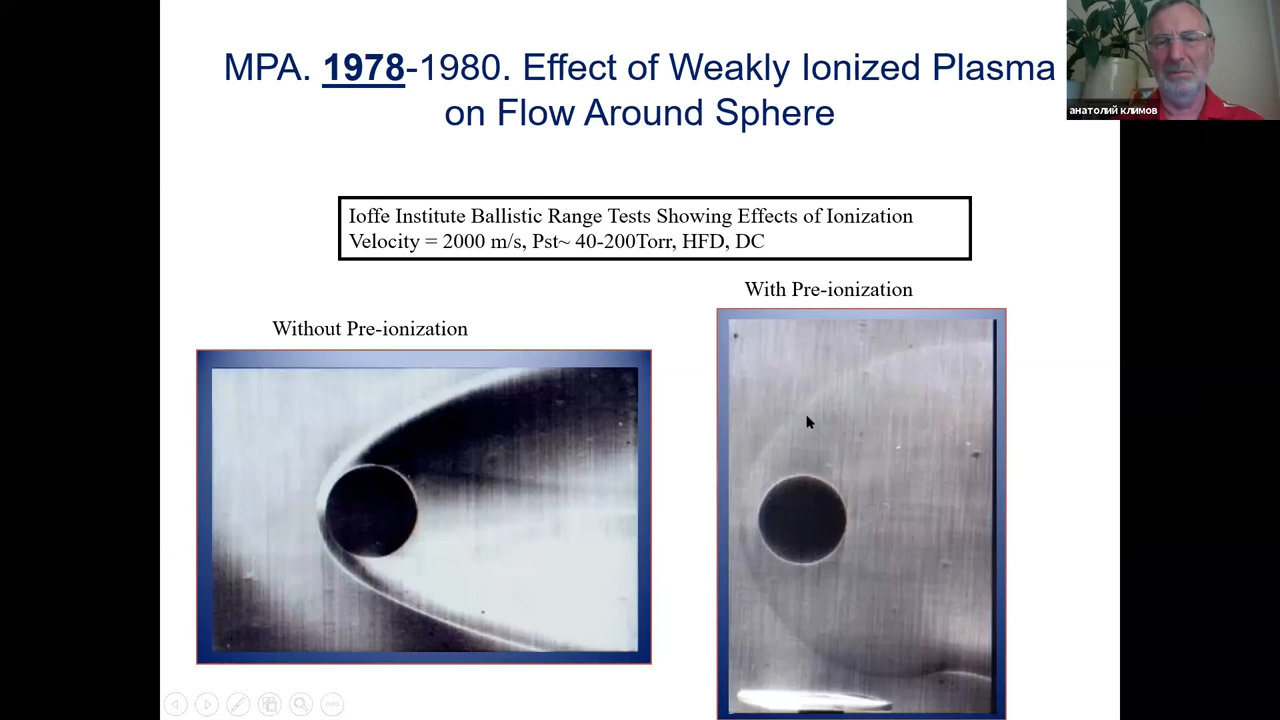 MPA. 1978-1980. Effect of Weakly Ionized Plasma
on Flow Around Sphere
анатолий климов
Ioffe Institute Ballistic Range Tests Showing Effects of Ionization
Velocity = 2000 m/s, Pst~ 40-200Torr, HFD, DC
With Pre-ionization
Without Pre-ionization